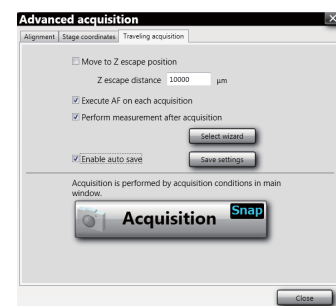 Advanced acquisition
Alignment Stage coordinates Traveling acquisition
Move to Z escape position
Z escape distance 10000 μm
Execute AF on each acquisition
Perform measurement after acquisition
Select wizard
Enable auto save Save settings
Acquisition is performed by acquisition conditions in main
window.
Acquisition Snap
Close